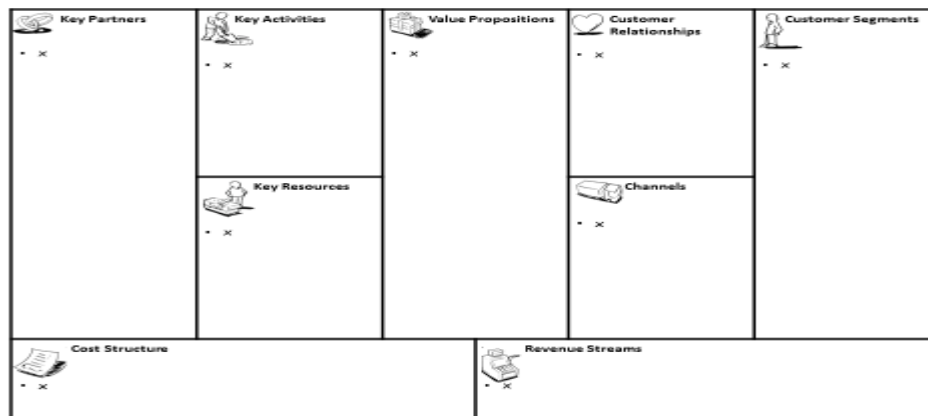 Key Partners
• x
Key Activities
• x
Key Resources
• x
Value Propositions
• x
Customer
Relationships
• x
Channels
• x
Customer Segments
• x
Cost Structure
• x
Revenue Streams
• x